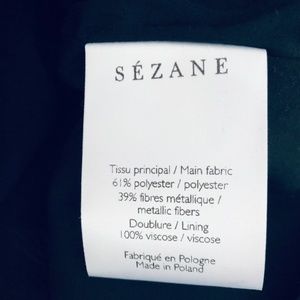 SÉZANE
Tissu principal / Main fabric
61% polyester / polyester
39% fibres métallique /
metallic fibers
Doublure / Lining
100% viscose / viscose
Fabriqué en Pologne
Made in Poland